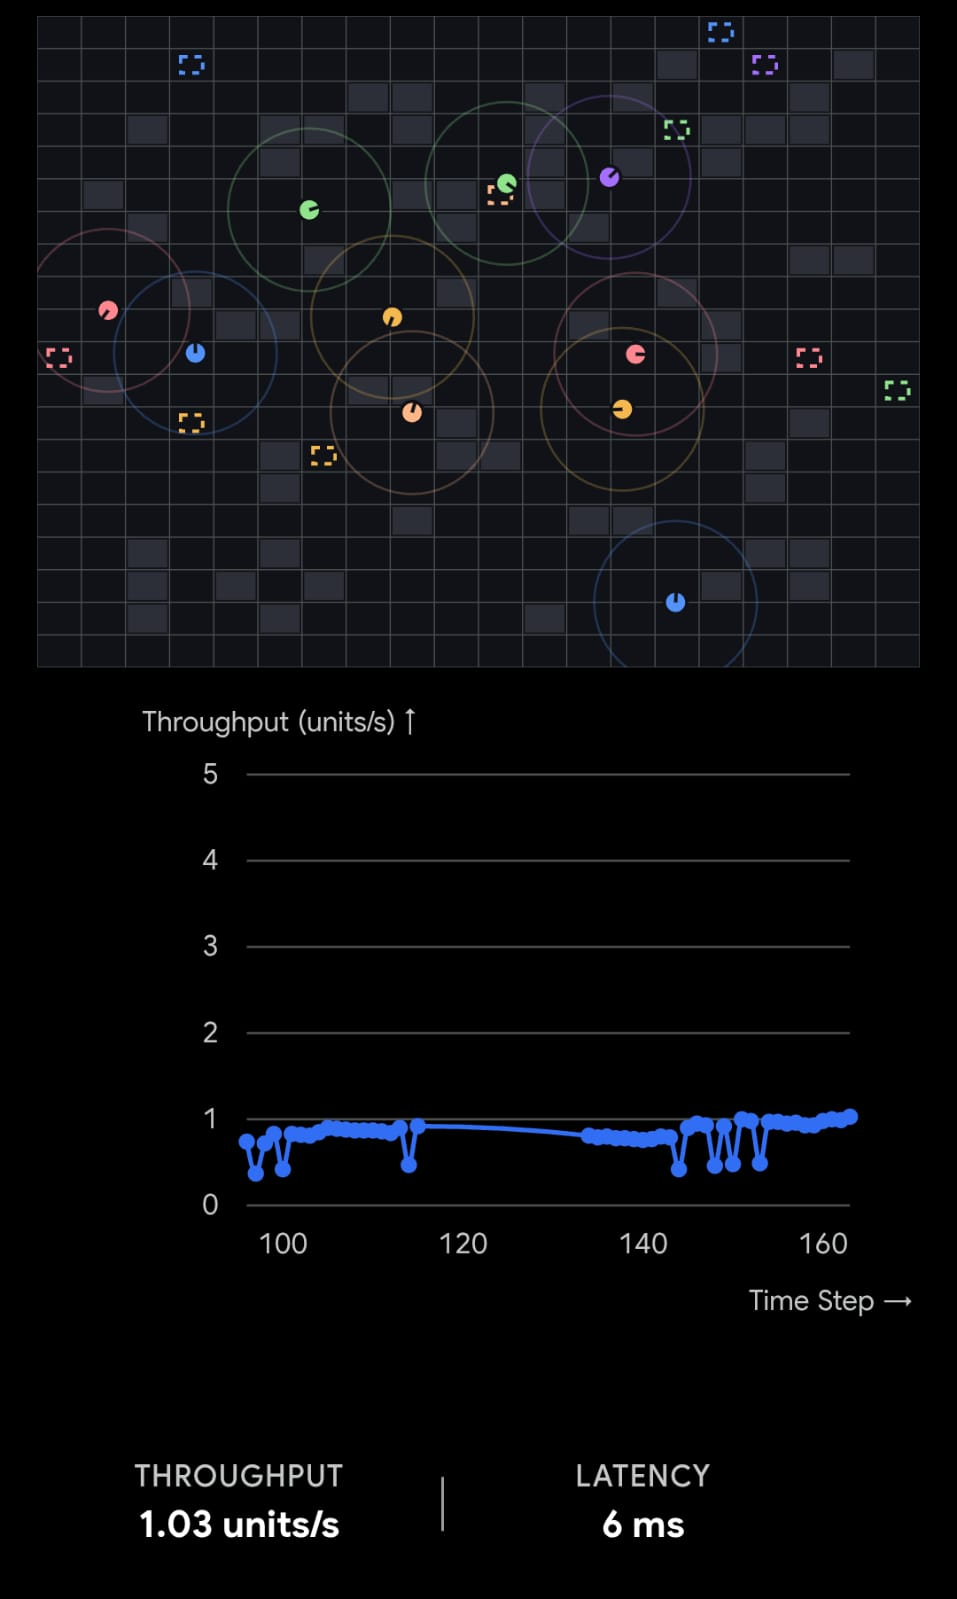 Throughput (units/s) ↑
5
4
3
2
1
0
100 120 140 160
Time Step →
THROUGHPUT
1.03 units/s
LATENCY
6 ms